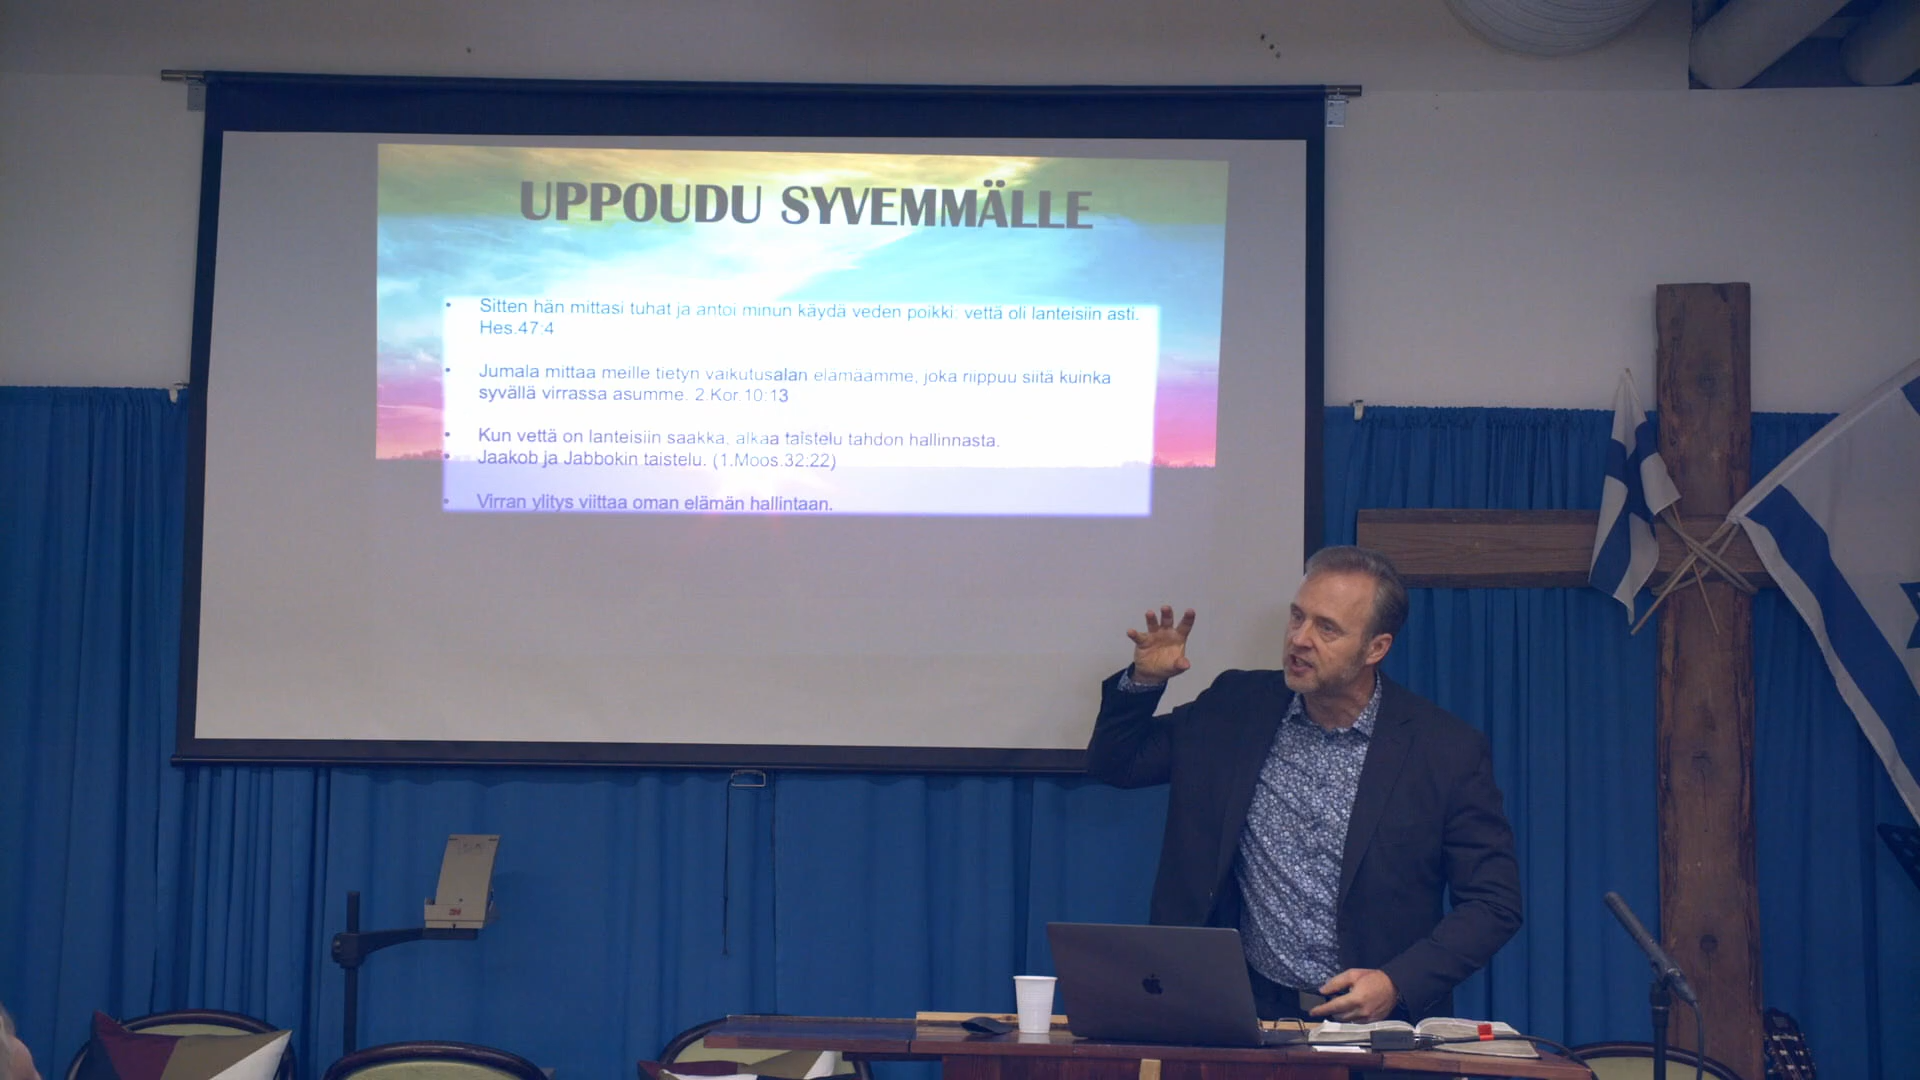 UPPOUDU SYVEMMÄLLE
• Sitten hän mittasi tuhat ja antoi minun käydä veden poikki: vettä oli lanteisiin asti.
Hes.47:4
• Jumala mittaa meille tietyn vaikutusalan elämäämme, joka riippuu siitä kuinka
syvällä virrassa asumme. 2.Kor.10:13
• Kun vettä on lanteisiin saakka, alkaa taistelu tahdon hallinnasta.
• Jaakob ja Jabbokin taistelu. (1.Moos.32:22)
• Virran ylitys viittaa oman elämän hallintaan.
3M